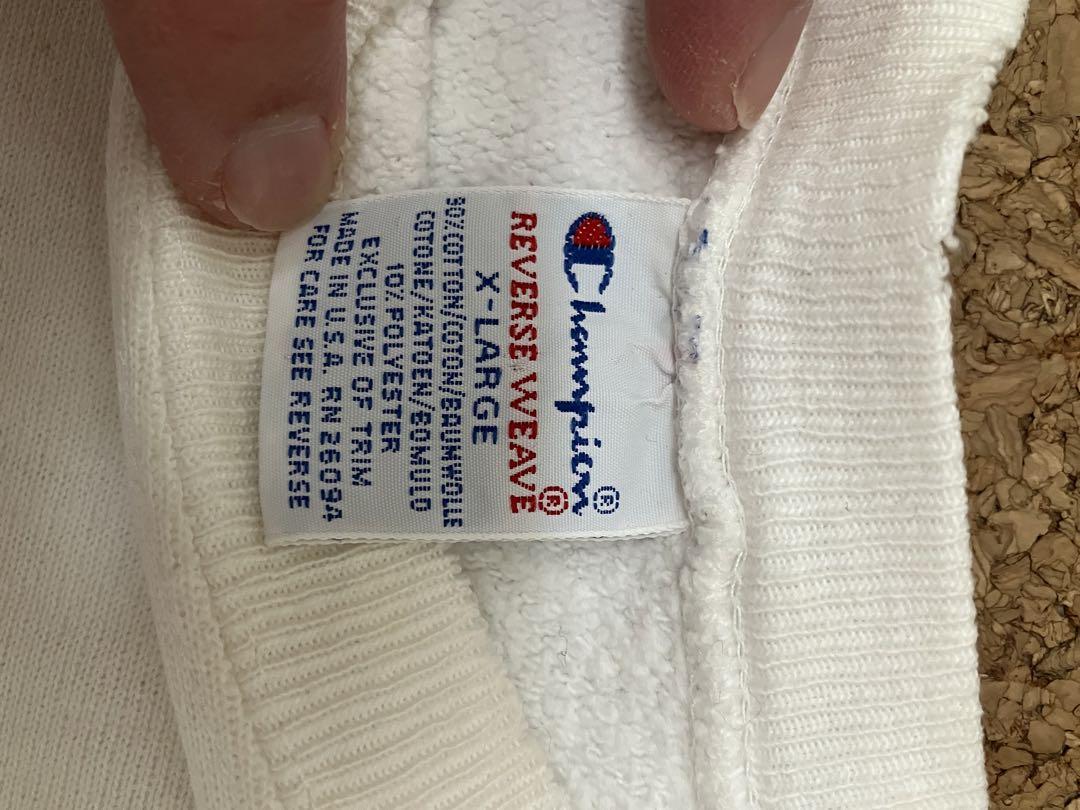 Champion®
REVERSE WEAVE®
X-LARGE
90%COTTON/COTON/BAUMWOLLE
COTONE/KATOEN/BOMULD
10% POLYESTER
EXCLUSIVE OF TRIM
MADE IN U.S.A. RN 26094
FOR CARE SEE REVERSE